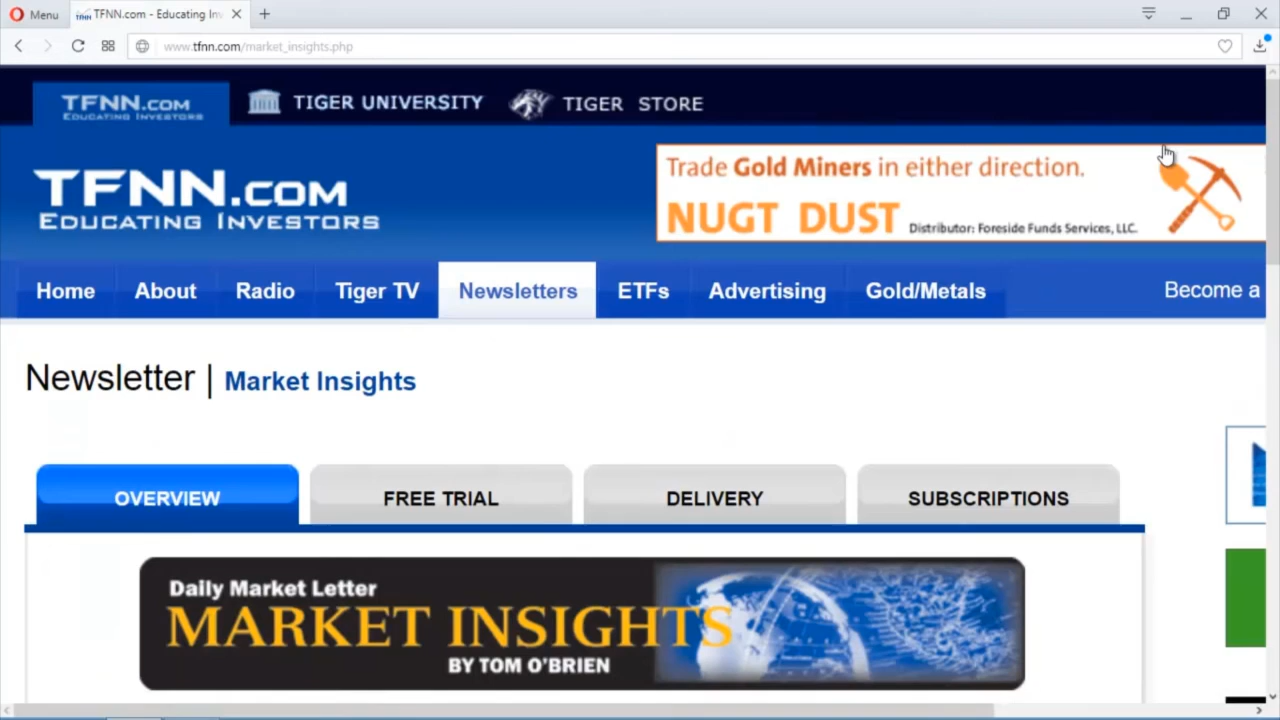 Menu
TFNN.com - Educating Inv
www.tfnn.com/market_insights.php
TFNN.COM
EDUCATING INVESTORS
TIGER UNIVERSITY
TIGER STORE
TFNN.COM
EDUCATING INVESTORS
Trade Gold Miners in either direction.
NUGT DUST Distributor: Foreside Funds Services, LLC.
Home About Radio Tiger TV Newsletters ETFs Advertising Gold/Metals Become a
Newsletter | Market Insights
OVERVIEW FREE TRIAL DELIVERY SUBSCRIPTIONS
Daily Market Letter
MARKET INSIGHTS
BY TOM O'BRIEN